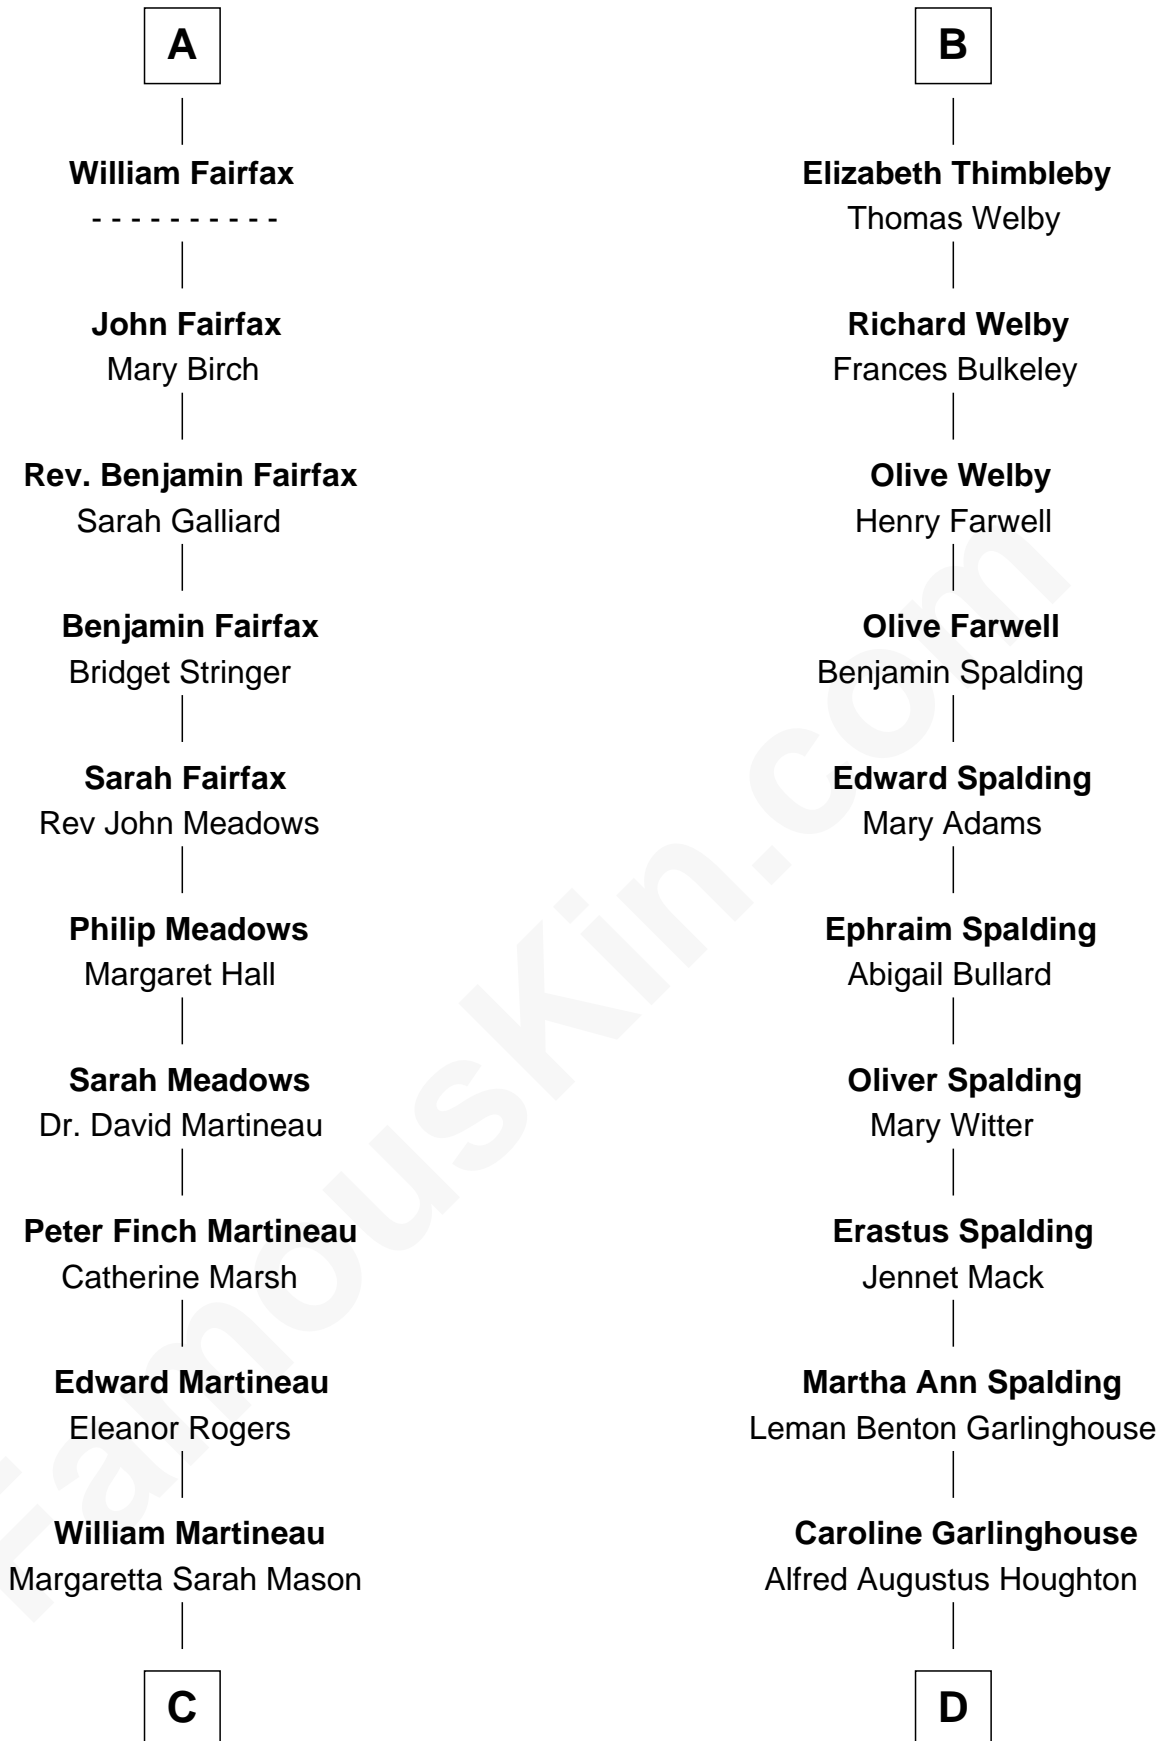 A
William Fairfax
- - - - - - - - - -
John Fairfax
Mary Birch
Rev. Benjamin Fairfax
Sarah Galliard
Benjamin Fairfax
Bridget Stringer
Sarah Fairfax
Rev John Meadows
Philip Meadows
Margaret Hall
Sarah Meadows
Dr. David Martineau
Peter Finch Martineau
Catherine Marsh
Edward Martineau
Eleanor Rogers
William Martineau
Margaretta Sarah Mason
C
B
Elizabeth Thimbleby
Thomas Welby
Richard Welby
Frances Bulkeley
Olive Welby
Henry Farwell
Olive Farwell
Benjamin Spalding
Edward Spalding
Mary Adams
Ephraim Spalding
Abigail Bullard
Oliver Spalding
Mary Witter
Erastus Spalding
Jennet Mack
Martha Ann Spalding
Leman Benton Garlinghouse
Caroline Garlinghouse
Alfred Augustus Houghton
D
FamousKin.com